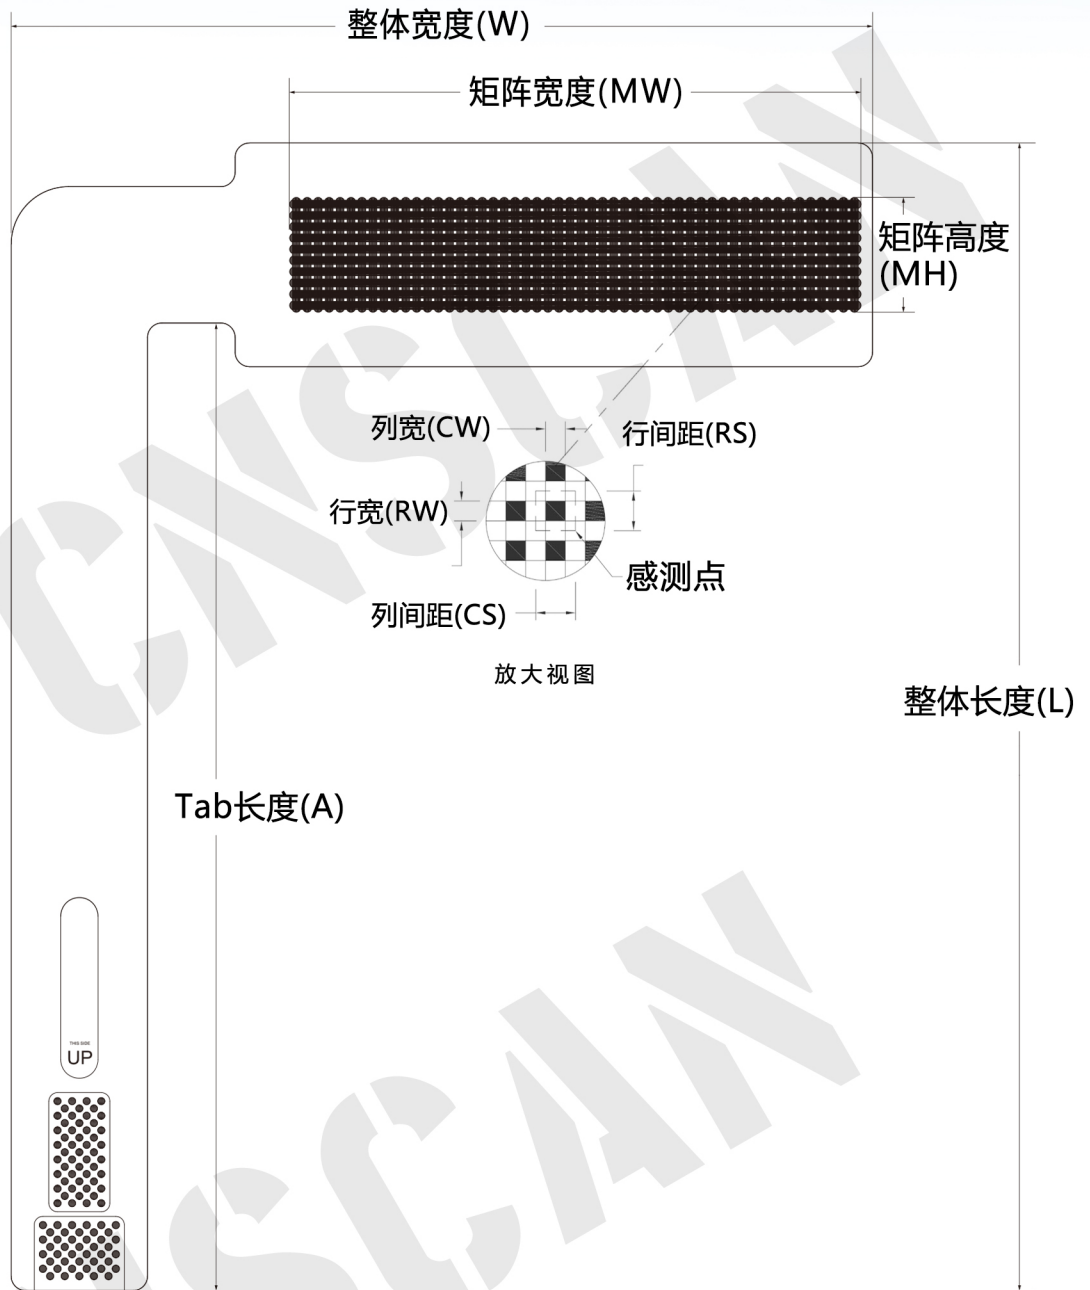 整体宽度(W)
矩阵宽度(MW)
矩阵高度
(MH)
列宽(CW)
行间距(RS)
行宽(RW)
感测点
列间距(CS)
放大视图
整体长度(L)
Tab长度(A)
THIS SIDE
UP
CNSCAN
CNSCAN